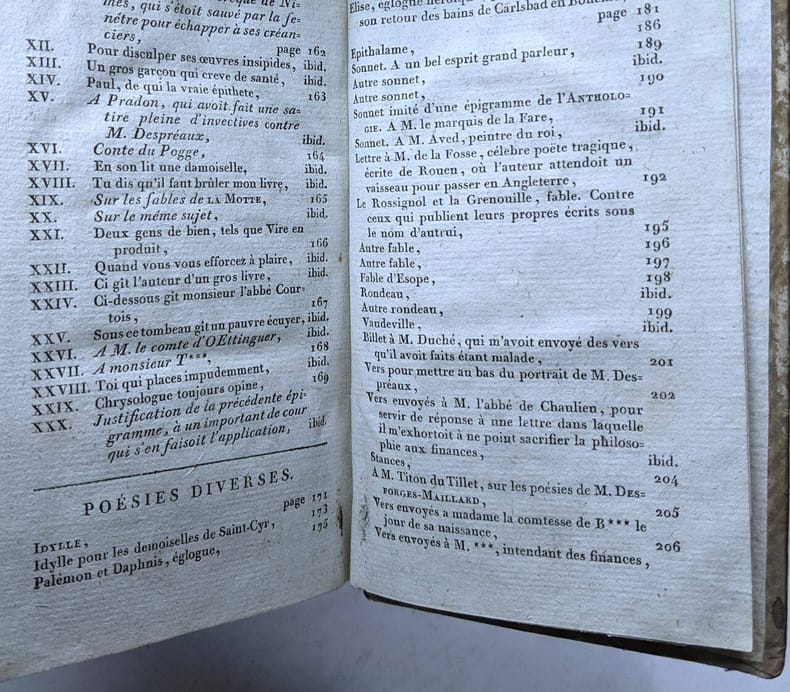 nes, qui s'étoit sauvé par la fe-
nêtre pour échapper à ses créan-
ciers, page 162
XII. Pour disculper ses œuvres insipides, ibid.
XIII. Un gros garçon qui creve de santé, ibid.
XIV. Paul, de qui la vraie épithete, 163
XV. A Pradon, qui avoit fait une sa-
tire pleine d'invectives contre
M. Despréaux, ibid.
XVI. Conte du Pogge, 164
XVII. En son lit une damoiselle, ibid.
XVIII. Tu dis qu'il faut brûler mon livre, ibid.
XIX. Sur les fables de LA MOTTE, 165
XX. Sur le même sujet, ibid.
XXI. Deux gens de bien, tels que Vire en
produit, 166
XXII. Quand vous vous efforcez à plaire, ibid.
XXIII. Ci gît l'auteur d'un gros livre, ibid.
XXIV. Ci-dessous gît monsieur l'abbé Cour-
tois, 167
XXV. Sous ce tombeau gît un pauvre écuyer, ibid.
XXVI. A M. le comte d'OEttinguer, ibid.
XXVII. A monsieur T***, 168
XXVIII. Toi qui places impudemment, ibid.
XXIX. Chrysologue toujours opine, 169
XXX. Justification de la précédente épi-
gramme, à un important de cour
qui s'en faisoit l'application, ibid.
POÉSIES DIVERSES.
IDYLLE, page 171
Idylle pour les demoiselles de Saint-Cyr, 173
Palémon et Daphnis, églogue, 175
Élise, églogue
son retour des bains de Carlsbad en
page 181
Epithalame, 186
Sonnet. A un bel esprit grand parleur, 189
Autre sonnet, ibid.
Autre sonnet, 190
Sonnet imité d'une épigramme de l'ANTHOLO-
GIE. A M. le marquis de la Fare, 191
Sonnet. A M. Aved, peintre du roi, ibid.
Lettre à M. de la Fosse, célebre poëte tragique,
écrite de Rouen, où l'auteur attendoit un
vaisseau pour passer en Angleterre, 192
Le Rossignol et la Grenouille, fable. Contre
ceux qui publient leurs propres écrits sous
le nom d'autrui, 195
Autre fable, 196
Autre fable, 197
Fable d'Esope, 198
Rondeau, ibid.
Autre rondeau, 199
Vaudeville, ibid.
Billet à M. Duché, qui m'avoit envoyé des vers
qu'il avoit faits étant malade, 201
Vers pour mettre au bas du portrait de M. Des-
préaux, 202
Vers envoyés à M. l'abbé de Chaulieu, pour
servir de réponse à une lettre dans laquelle
il m'exhortoit à ne point sacrifier la philoso-
phie aux finances, ibid.
Stances, 204
A M. Titon du Tillet, sur les poésies de M. DES-
FORGES-MAILLARD, 205
Vers envoyés a madame la comtesse de B*** le
jour de sa naissance, 206
Vers envoyés à M. ***, intendant des finances,